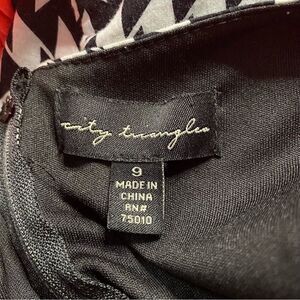 city triangles
9
MADE IN
CHINA
RN#
75010